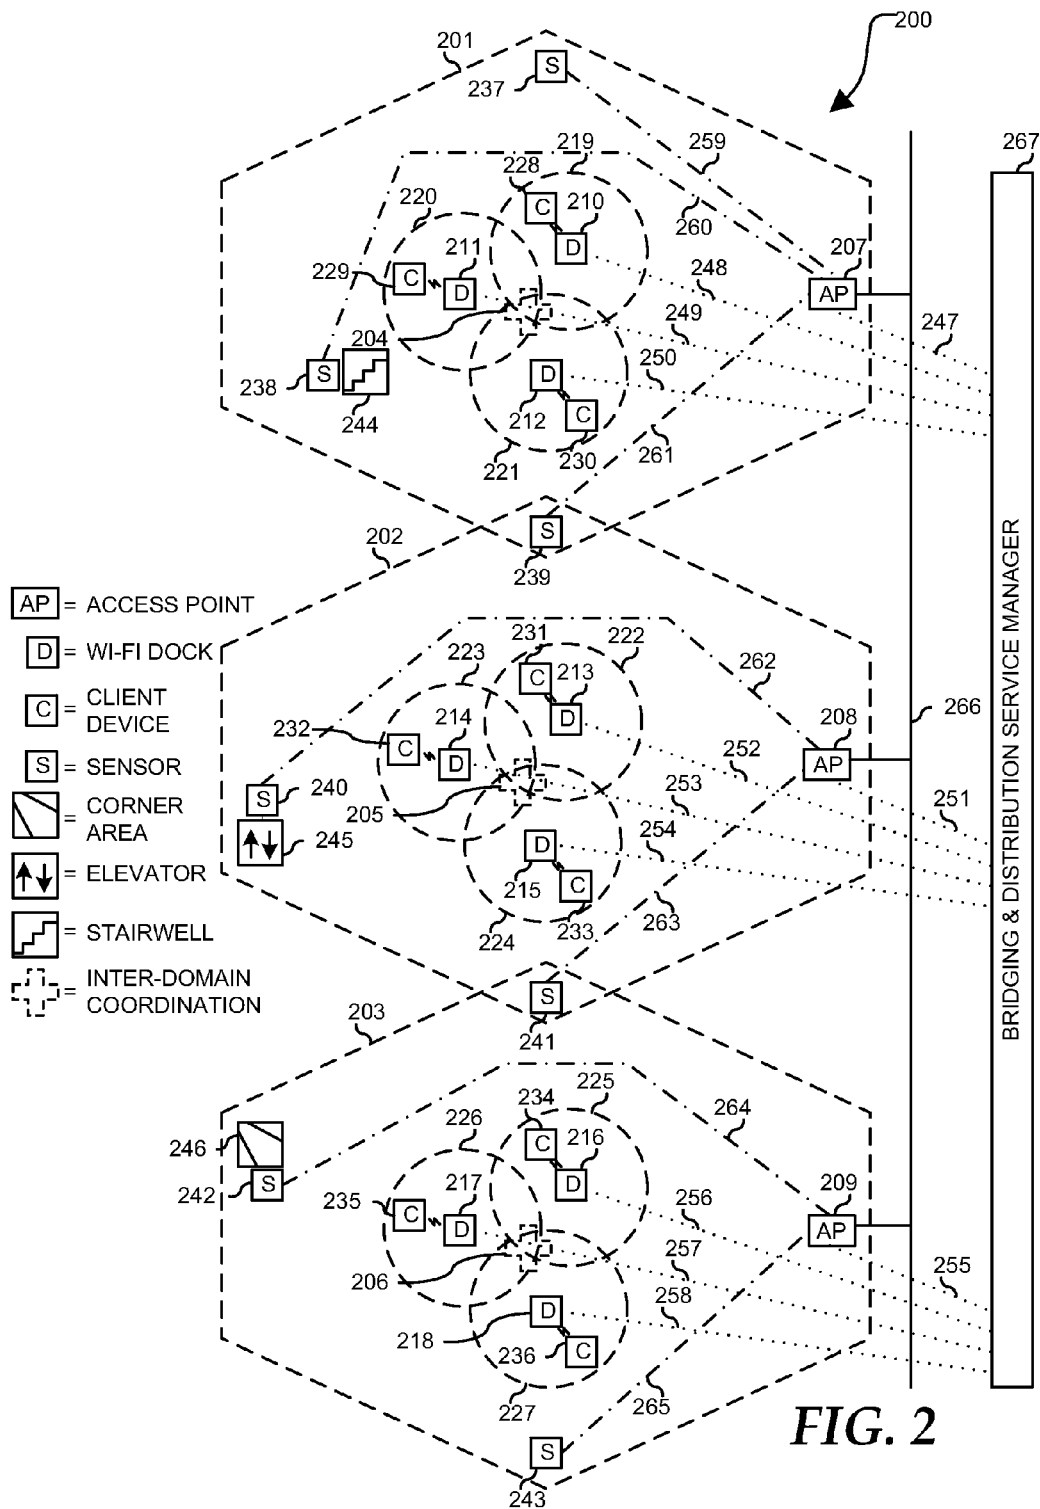 200
201
S
237
267
259
219
228
C
210
D
220
260
211
207
229
C
D
AP
248
247
204
249
250
S
238
244
D
212
C
221
230
261
202
S
239
AP = ACCESS POINT
D = WI-FI DOCK
C = CLIENT
DEVICE
S = SENSOR
= CORNER
AREA
= ELEVATOR
= STAIRWELL
= INTER-DOMAIN
COORDINATION
231
222
223
C
213
D
262
232
C
214
D
208
AP
266
252
S
240
205
253
251
245
254
D
215
C
224
233
263
203
S
241
BRIDGING & DISTRIBUTION SERVICE MANAGER
234
225
226
C
216
D
264
246
S
242
235
C
217
D
209
AP
256
206
257
255
258
D
218
236
C
227
265
S
243
FIG. 2